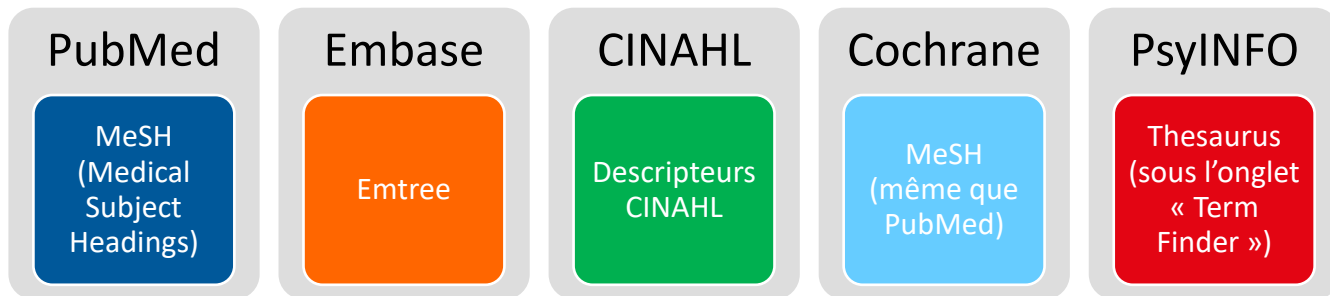 PubMed
MeSH
(Medical
Subject
Headings)
Embase
Emtree
CINAHL
Descripteurs
CINAHL
Cochrane
MeSH
(même que
PubMed)
PsyINFO
Thesaurus
(sous l’onglet
« Term
Finder »)